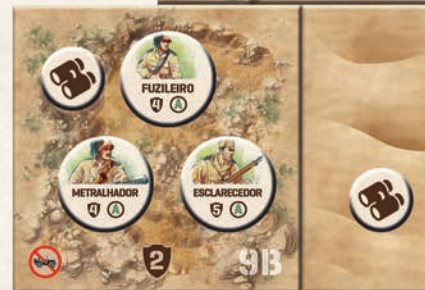 FUZILEIRO
4 A
METRALHADOR
4 A
ESCLARECEDOR
5 A
2
9B